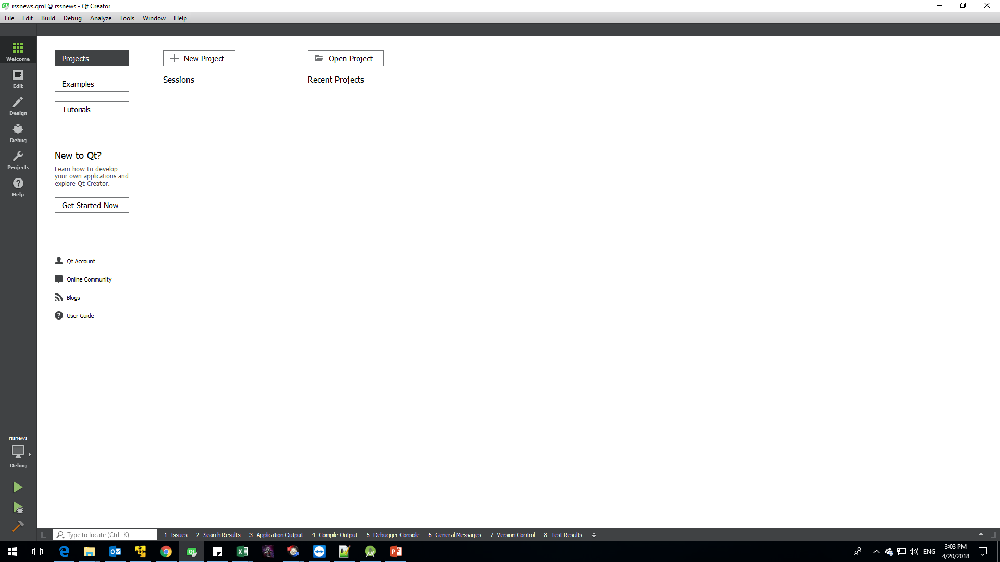 rssnews.qml @ rssnews - Qt Creator
File Edit Build Debug Analyze Tools Window Help
Welcome
Edit
Design
Debug
Projects
Help
Projects
Examples
Tutorials
New to Qt?
Learn how to develop
your own applications and
explore Qt Creator.
Get Started Now
Qt Account
Online Community
Blogs
User Guide
New Project
Open Project
Sessions
Recent Projects
rssnews
Debug
Type to locate (Ctrl+K)
1 Issues 2 Search Results 3 Application Output 4 Compile Output 5 Debugger Console 6 General Messages 7 Version Control 8 Test Results
ENG
3:03 PM
4/20/2018